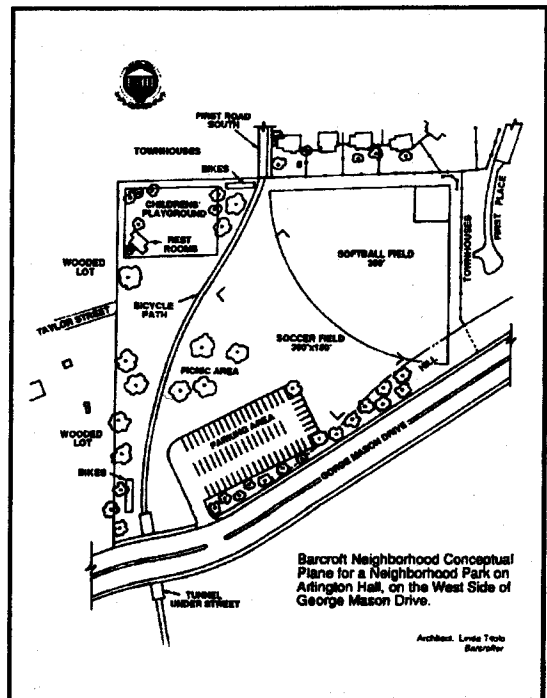 FIRST ROAD
SOUTH
TOWNHOUSES
BIKES
CHILDRENS'
PLAYGROUND
REST
ROOMS
WOODED
LOT
SOFTBALL FIELD
TOWNHOUSES
FIRST PLACE
TAYLOR STREET
BICYCLE
PATH
SOCCER FIELD
PICNIC AREA
HILL
PARKING AREA
WOODED
LOT
BIKES
GORGE MASON DRIVE
TUNNEL
UNDER STREET
Barcroft Neighborhood Conceptual
Plane for a Neighborhood Park on
Arlington Hall, on the West Side of
George Mason Drive.
Architect. Linda
Barcrofter